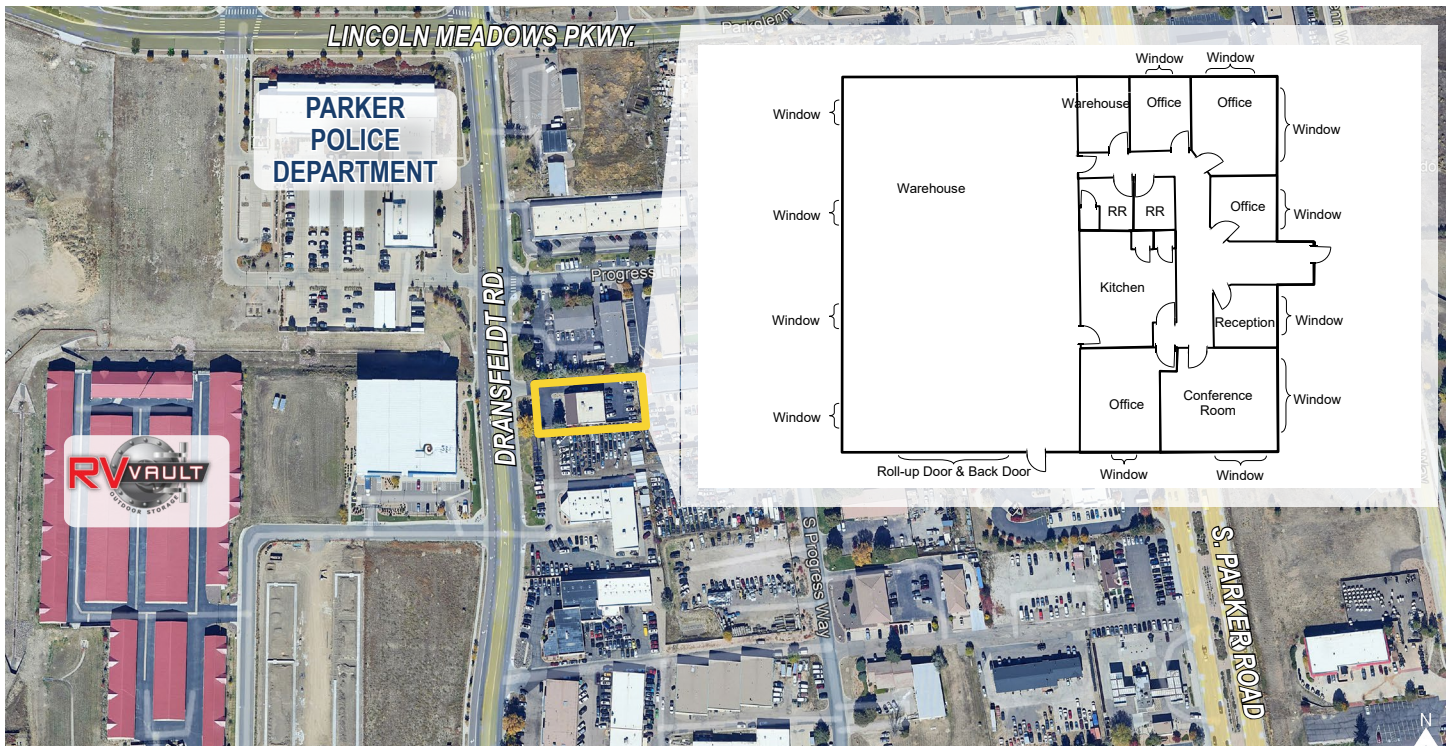 LINCOLN MEADOWS PKWY.
Parkglenn
PARKER
POLICE
DEPARTMENT
DRANSFELDT RD.
Progress
RV VAULT
OUTDOOR STORAGE
S Progress Way
S. PARKER ROAD
N
Window
Window
Window
Warehouse
Office
Office
Window
Warehouse
Window
RR
RR
Office
Window
Kitchen
Window
Reception
Window
Window
Office
Conference
Room
Window
Roll-up Door & Back Door
Window
Window